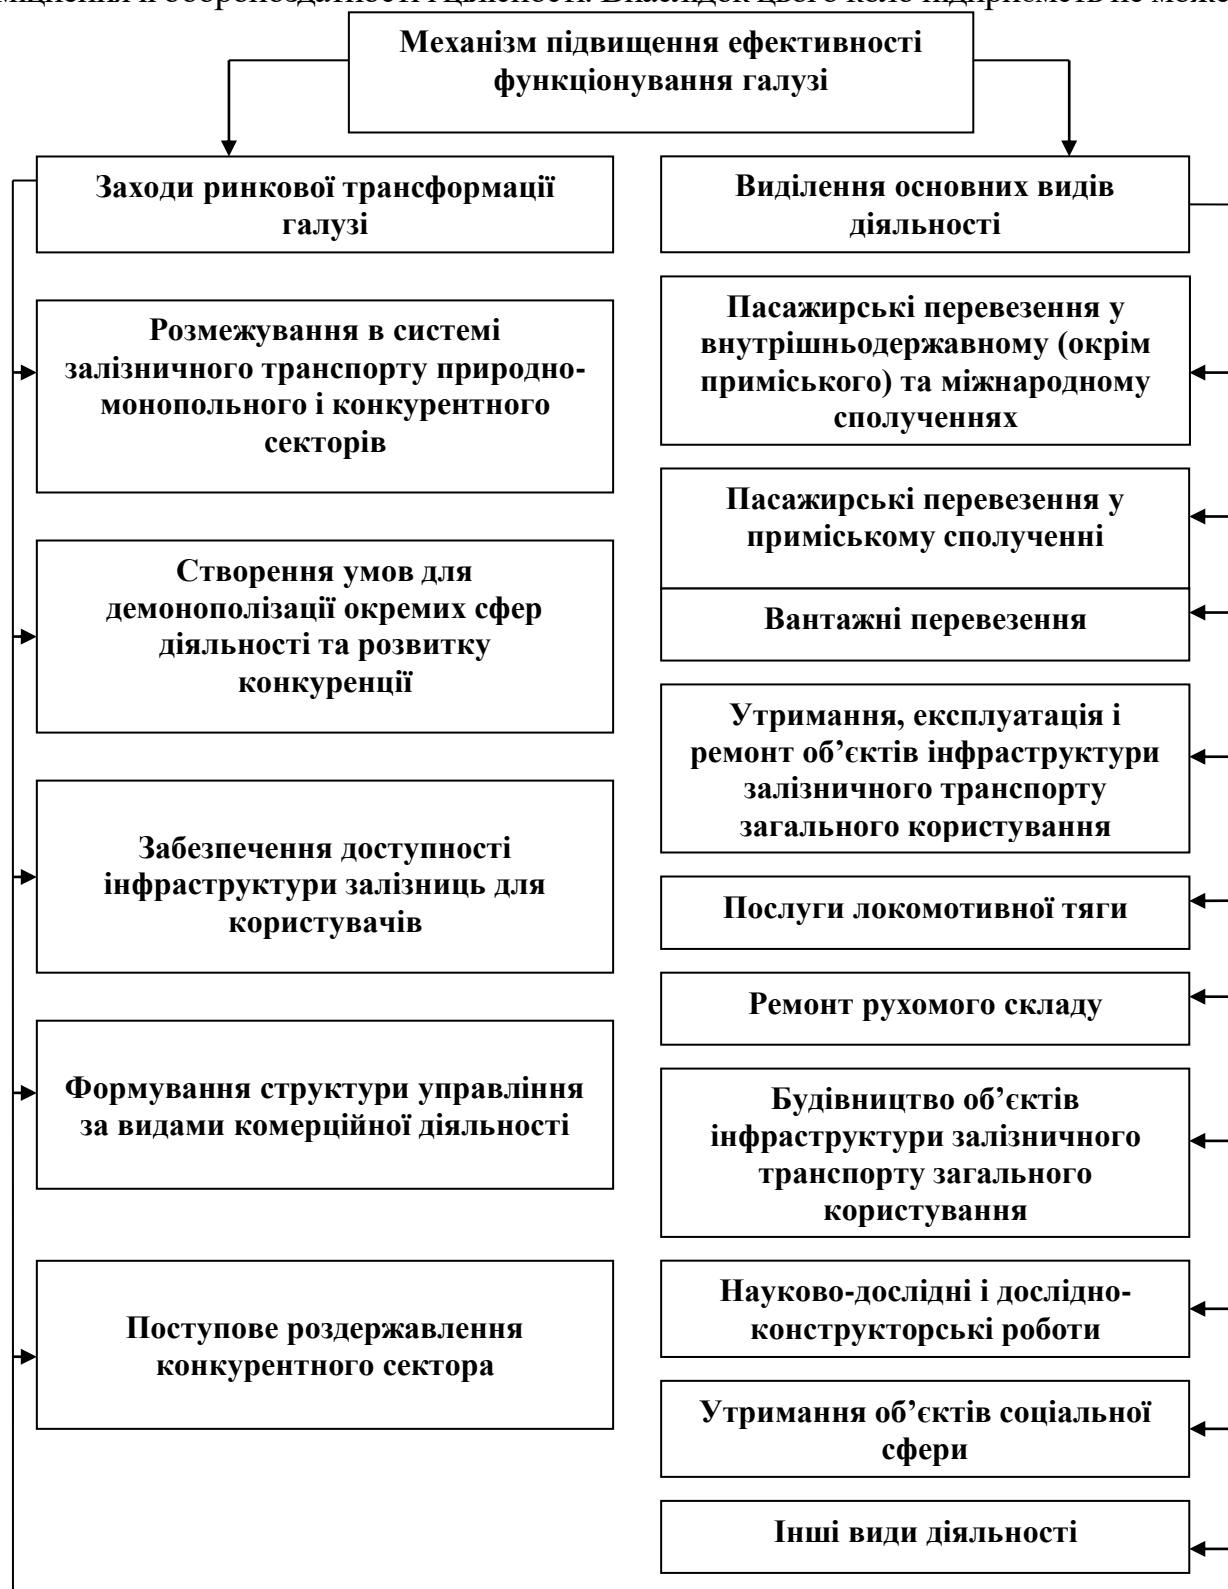 Механізм підвищення ефективності
функціонування галузі
Заходи ринкової трансформації
галузі
Розмежування в системі
залізничного транспорту природно-
монопольного і конкурентного
секторів
Створення умов для
демонополізації окремих сфер
діяльності та розвитку
конкуренції
Забезпечення доступності
інфраструктури залізниць для
користувачів
Формування структури управління
за видами комерційної діяльності
Поступове роздержавлення
конкурентного сектора
Виділення основних видів
діяльності
Пасажирські перевезення у
внутрішньодержавному (окрім
приміського) та міжнародному
сполученнях
Пасажирські перевезення у
приміському сполученні
Вантажні перевезення
Утримання, експлуатація і
ремонт об’єктів інфраструктури
залізничного транспорту
загального користування
Послуги локомотивної тяги
Ремонт рухомого складу
Будівництво об’єктів
інфраструктури залізничного
транспорту загального
користування
Науково-дослідні і дослідно-
конструкторські роботи
Утримання об’єктів соціальної
сфери
Інші види діяльності